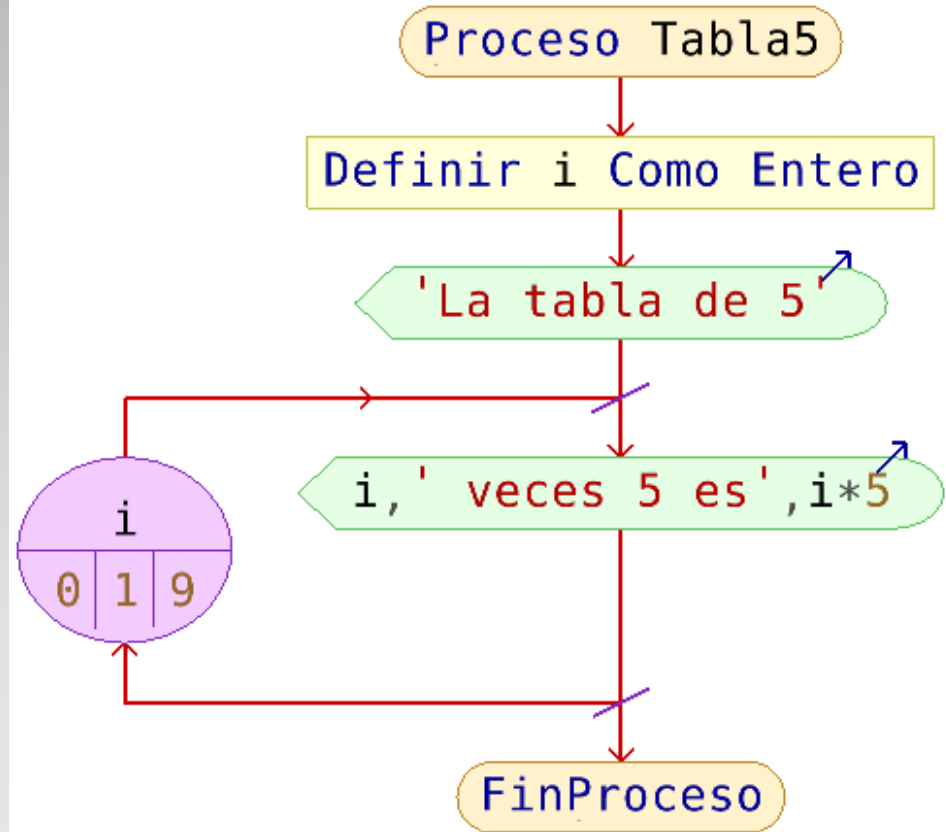 Proceso Tabla5
Definir i Como Entero
'La tabla de 5'
i,' veces 5 es',i*5
i
0 1 9
FinProceso